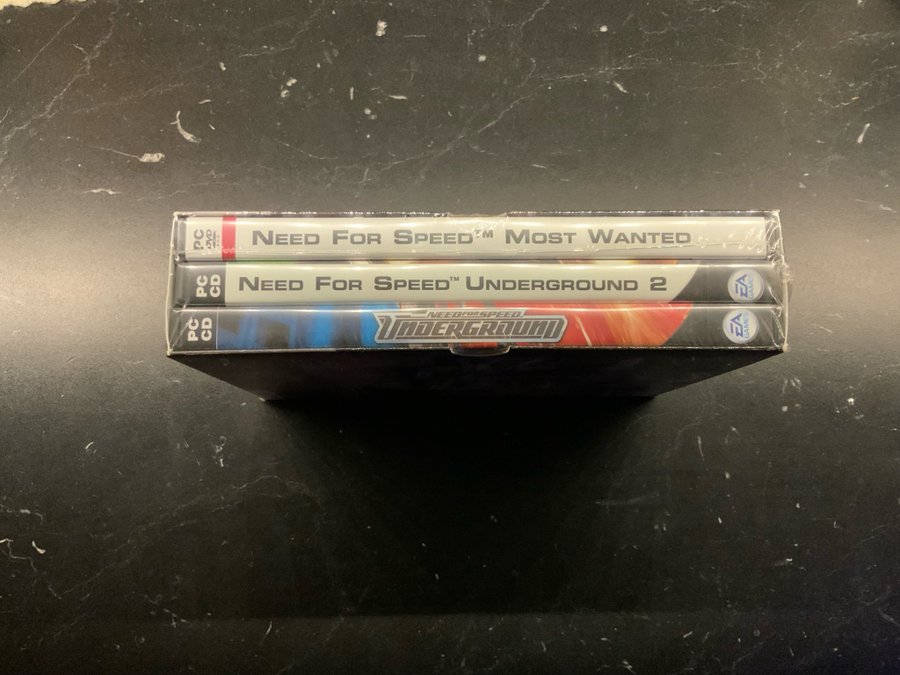 PC DVD NEED FOR SPEED™ MOST WANTED
PC CD NEED FOR SPEED™ UNDERGROUND 2 EA GAMES
PC CD NEED FOR SPEED UNDERGROUND EA GAMES